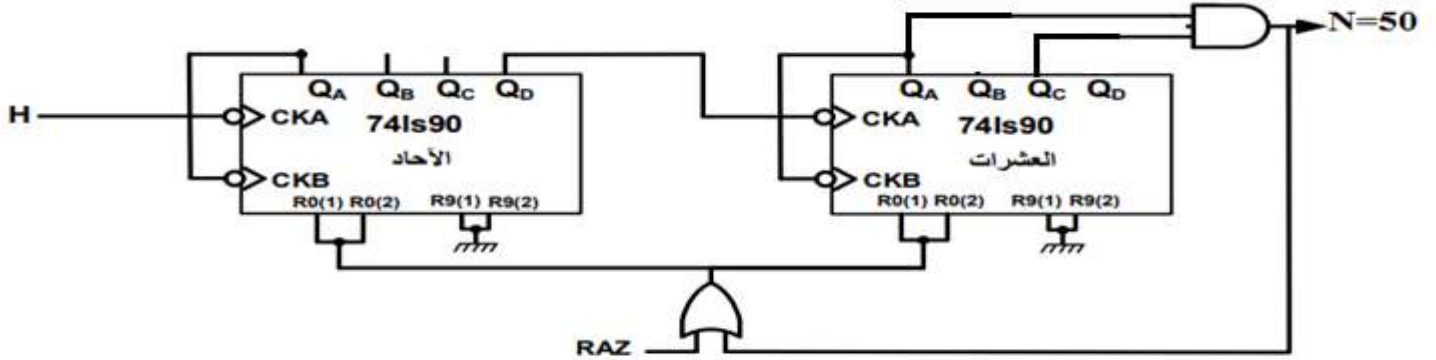 N=50
QA QB QC QD
QA QB QC QD
H
CKA
74ls90
CKA
74ls90
الآحاد
العشرات
CKB
CKB
R0(1) R0(2) R9(1) R9(2)
R0(1) R0(2) R9(1) R9(2)
RAZ